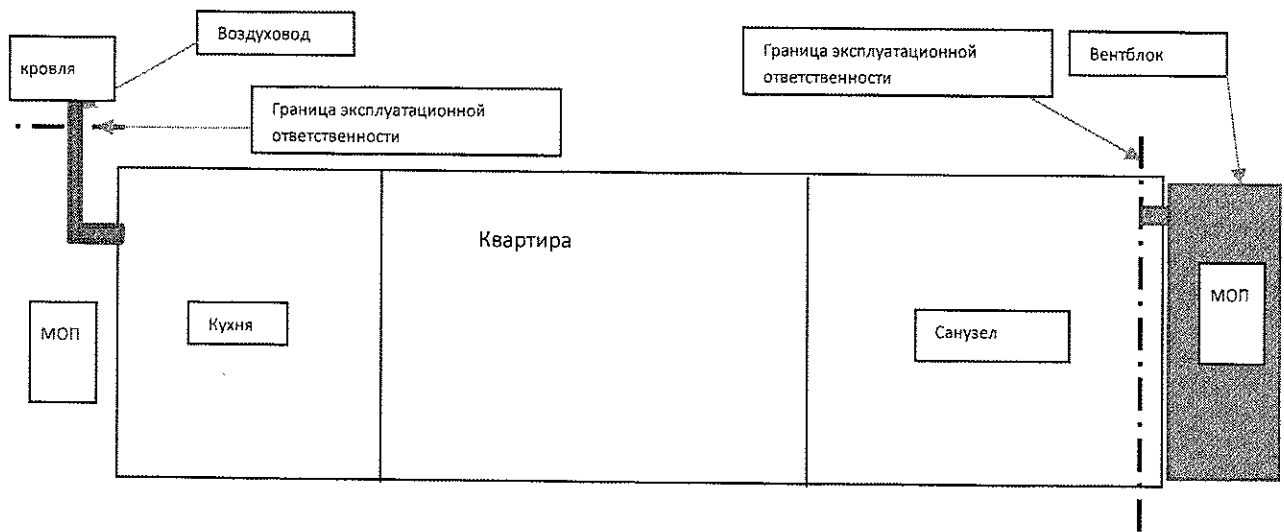 Воздуховод
кровля
Граница эксплуатационной
ответственности
Граница эксплуатационной
ответственности
Вентблок
Квартира
МОП
Кухня
Санузел
МОП